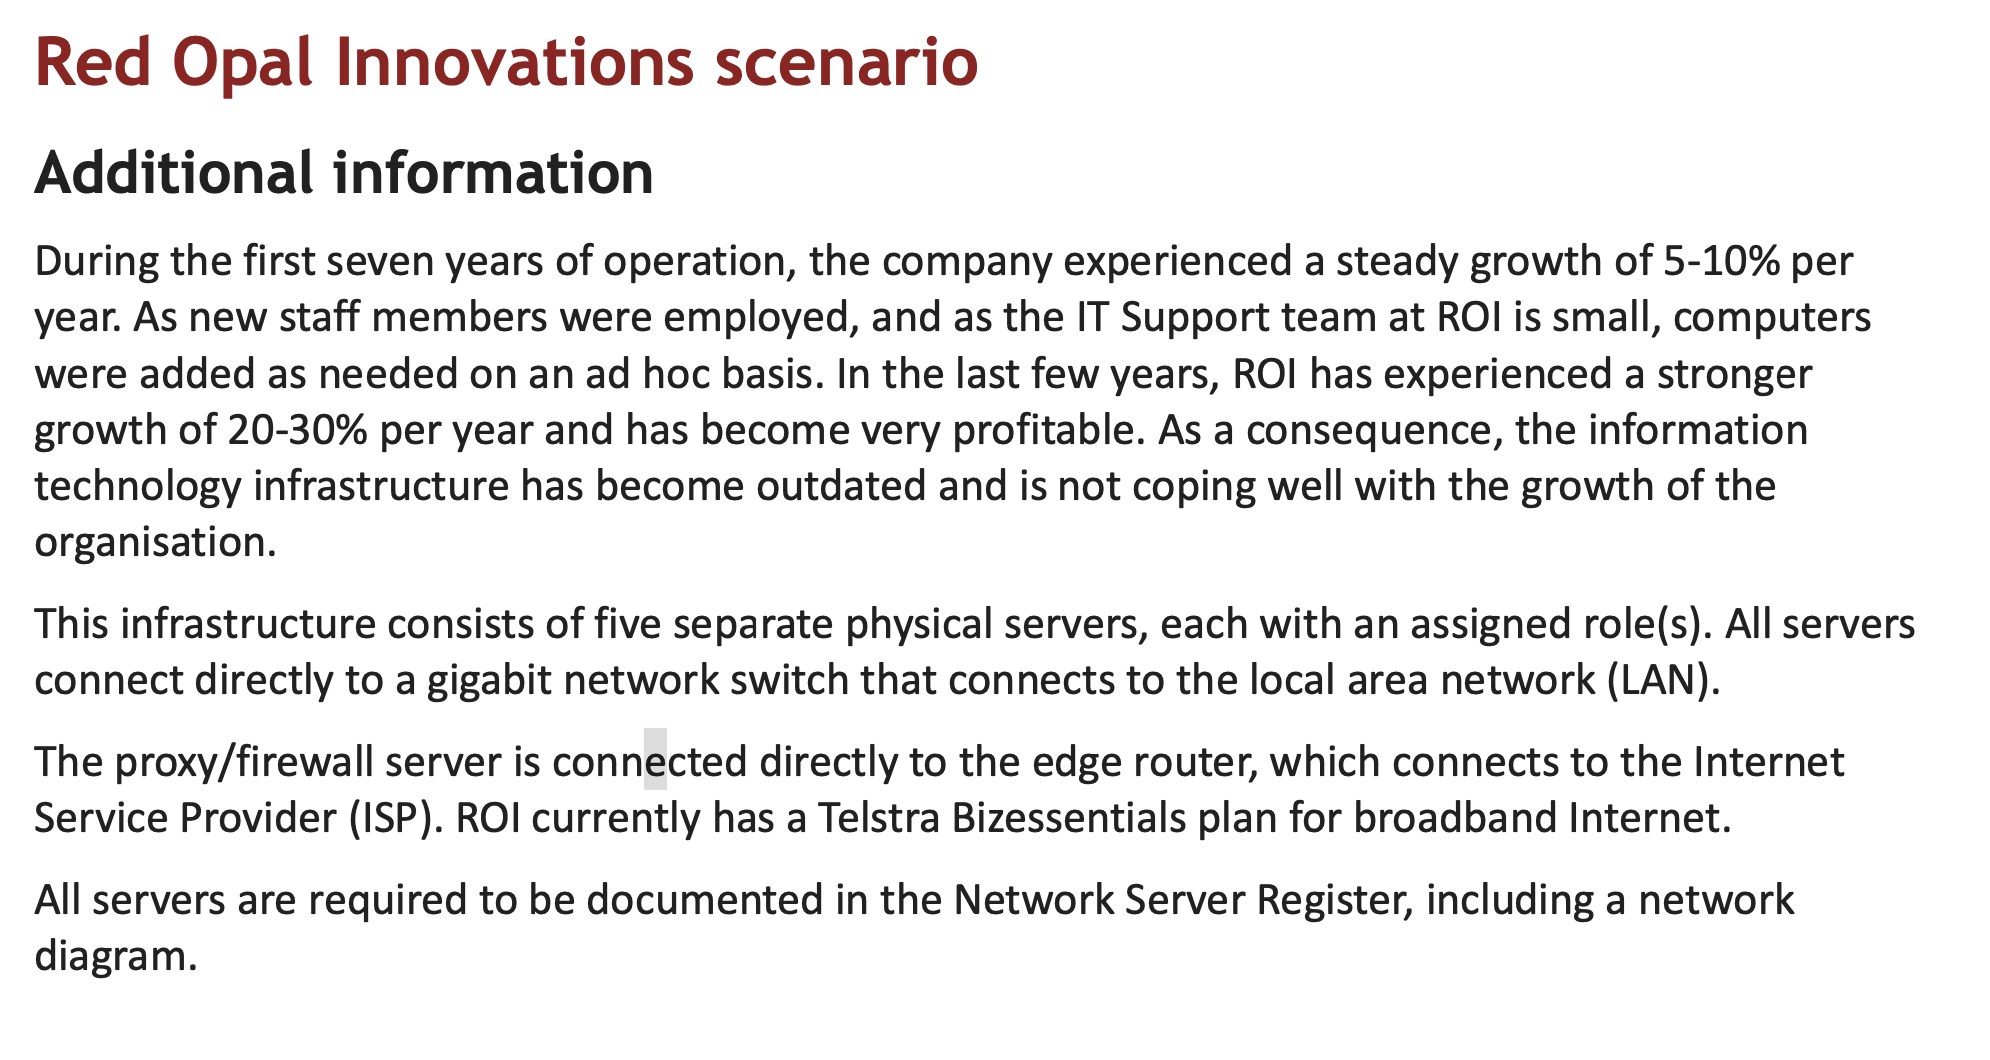 Red Opal Innovations scenario
Additional information
During the first seven years of operation, the company experienced a steady growth of 5-10% per
year. As new staff members were employed, and as the IT Support team at ROI is small, computers
were added as needed on an ad hoc basis. In the last few years, ROI has experienced a stronger
growth of 20-30% per year and has become very profitable. As a consequence, the information
technology infrastructure has become outdated and is not coping well with the growth of the
organisation.
This infrastructure consists of five separate physical servers, each with an assigned role(s). All servers
connect directly to a gigabit network switch that connects to the local area network (LAN).
The proxy/firewall server is connected directly to the edge router, which connects to the Internet
Service Provider (ISP). ROI currently has a Telstra Bizessentials plan for broadband Internet.
All servers are required to be documented in the Network Server Register, including a network
diagram.